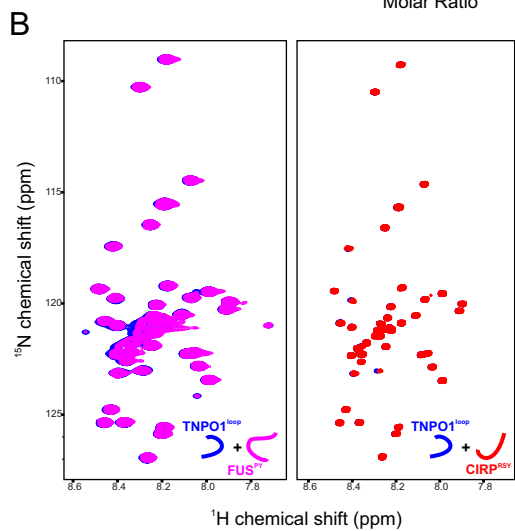 Molar Ratio
B
¹⁵N chemical shift (ppm)
110
115
120
125
TNPO1ˡᵒᵒᵖ
+
FUSᴾʸ
TNPO1ˡᵒᵒᵖ
+
CIRPᴿˢʸ
8.6 8.4 8.2 8.0 7.8
8.6 8.4 8.2 8.0 7.8
¹H chemical shift (ppm)